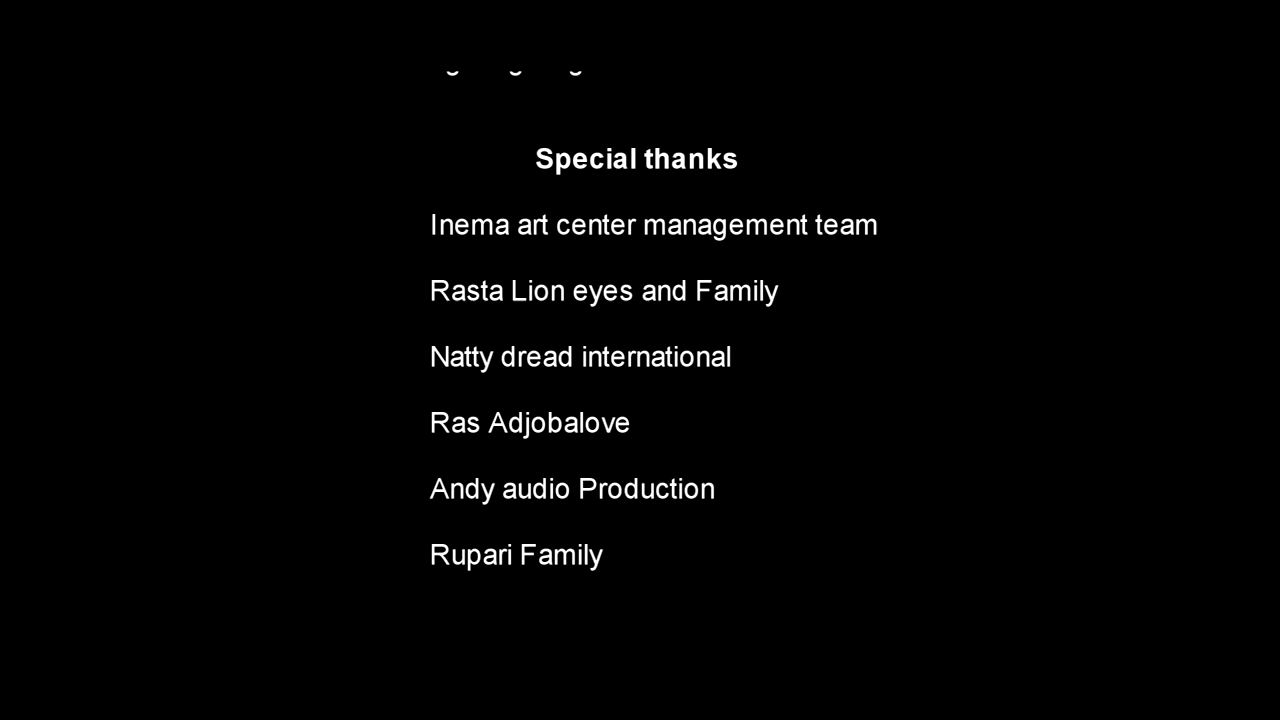 Special thanks
Inema art center management team
Rasta Lion eyes and Family
Natty dread international
Ras Adjobalove
Andy audio Production
Rupari Family